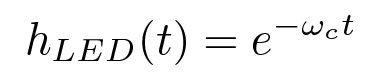 h_{LED}(t) = e^{-\omega_c t}